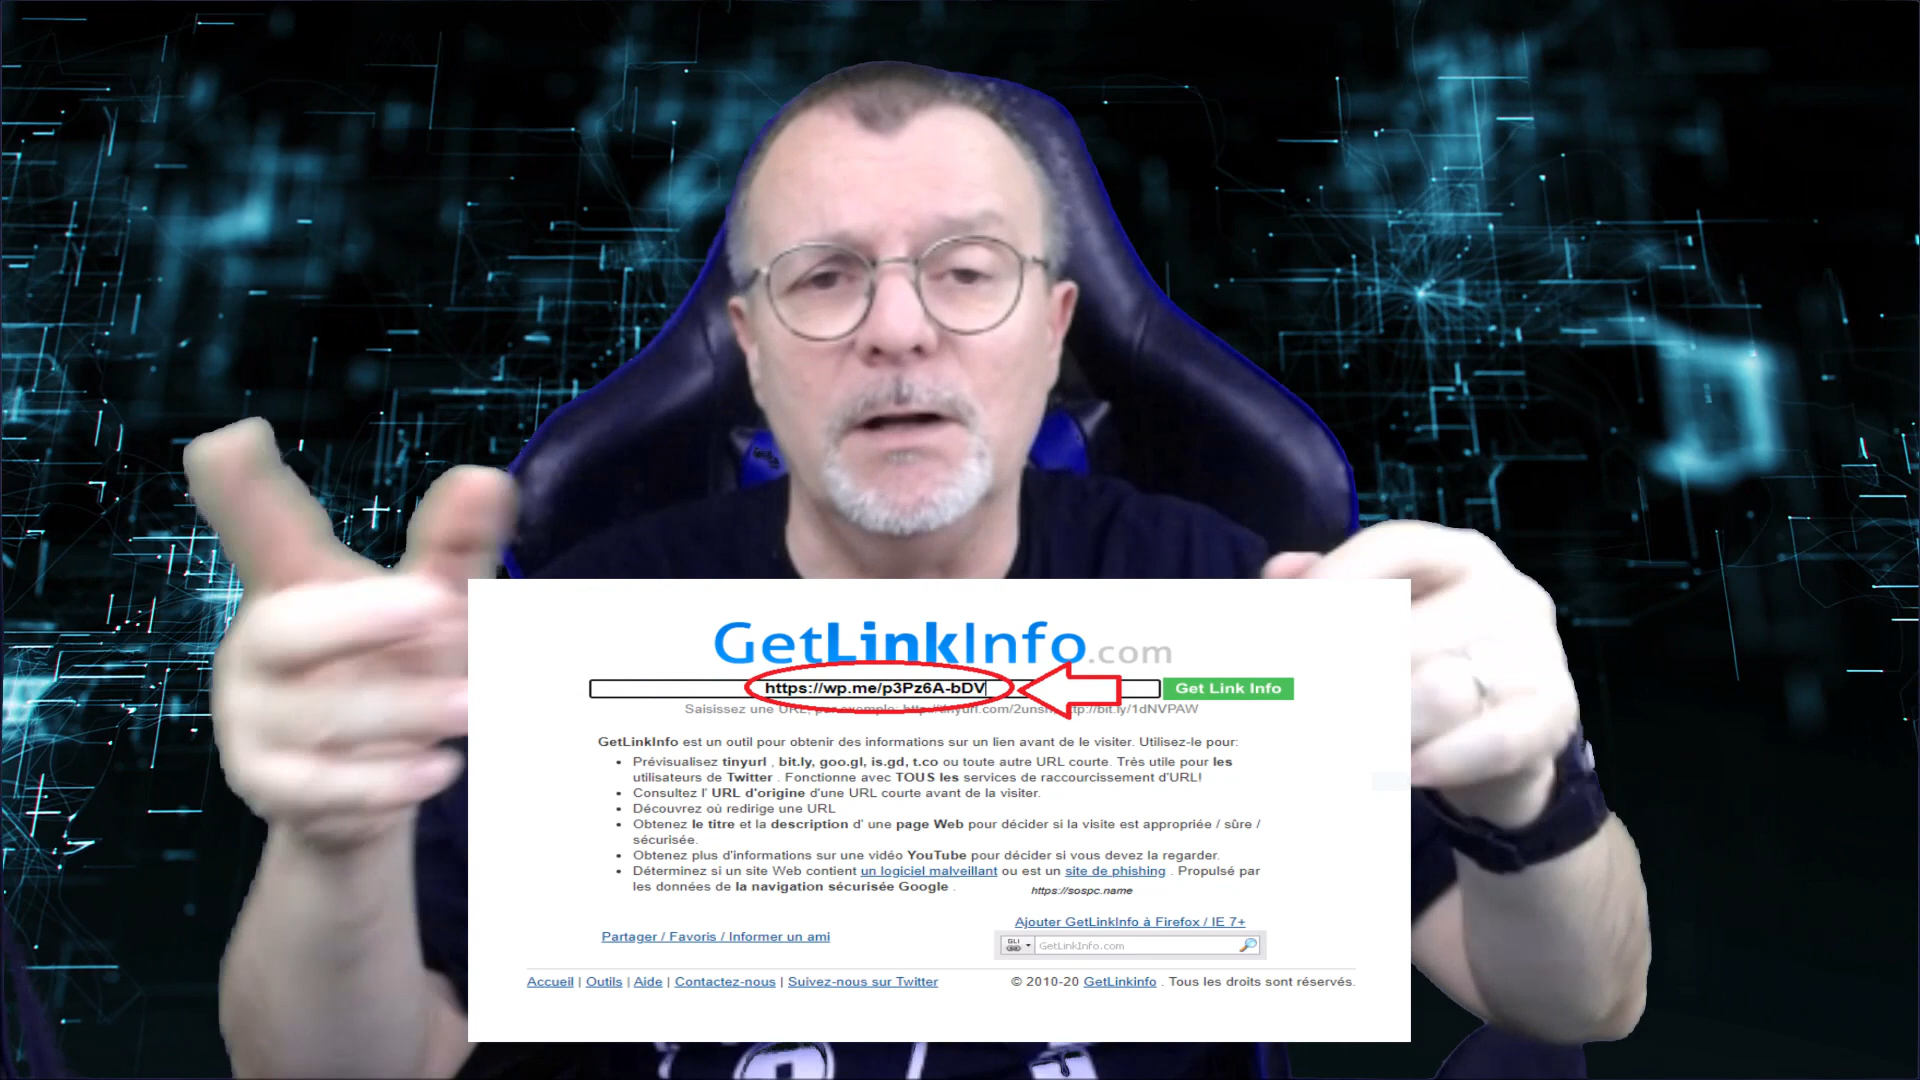 GetLinkInfo.com
https://wp.me/p3Pz6A-bDV
Get Link Info
Saisissez une URL, par exemple: http://tinyurl.com/2unsh http://bit.ly/1dNVPAW
GetLinkInfo est un outil pour obtenir des informations sur un lien avant de le visiter. Utilisez-le pour:
• Prévisualisez tinyurl , bit.ly, goo.gl, is.gd, t.co ou toute autre URL courte. Très utile pour les
utilisateurs de Twitter . Fonctionne avec TOUS les services de raccourcissement d'URL!
• Consultez l' URL d'origine d'une URL courte avant de la visiter.
• Découvrez où redirige une URL
• Obtenez le titre et la description d' une page Web pour décider si la visite est appropriée / sûre /
sécurisée.
• Obtenez plus d'informations sur une vidéo YouTube pour décider si vous devez la regarder.
• Déterminez si un site Web contient un logiciel malveillant ou est un site de phishing . Propulsé par
les données de la navigation sécurisée Google .
https://sospc.name
Ajouter GetLinkInfo à Firefox / IE 7+
Partager / Favoris / Informer un ami
GLI
GetLinkInfo.com
Accueil | Outils | Aide | Contactez-nous | Suivez-nous sur Twitter
© 2010-20 GetLinkinfo . Tous les droits sont réservés.